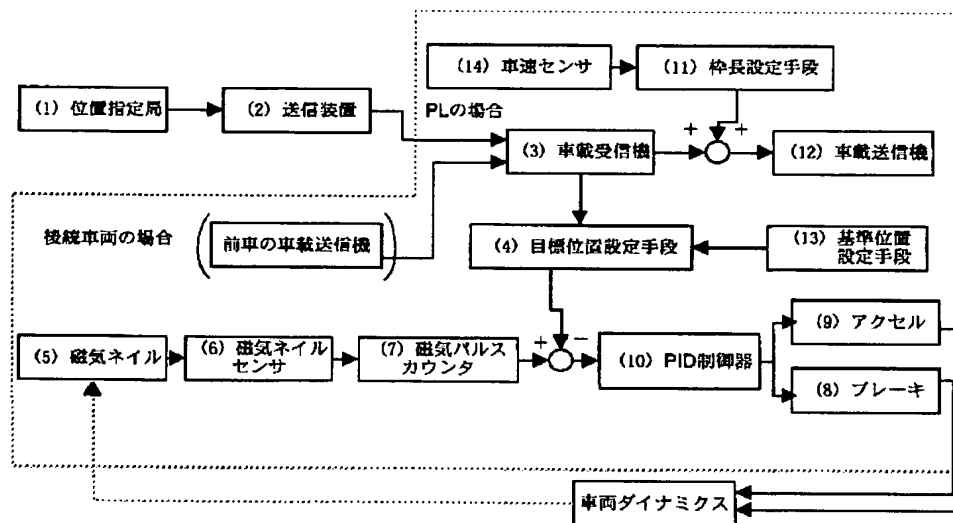 (14) 車速センサ
(11) 枠長設定手段
(1) 位置指定局
(2) 送信装置
PLの場合
+ +
(3) 車載受信機
(12) 車載送信機
後続車両の場合
前車の車載送信機
(4) 目標位置設定手段
(13) 基準位置
設定手段
(5) 磁気ネイル
(6) 磁気ネイル
センサ
(7) 磁気パルス
カウンタ
+ −
(10) PID制御器
(9) アクセル
(8) ブレーキ
車両ダイナミクス